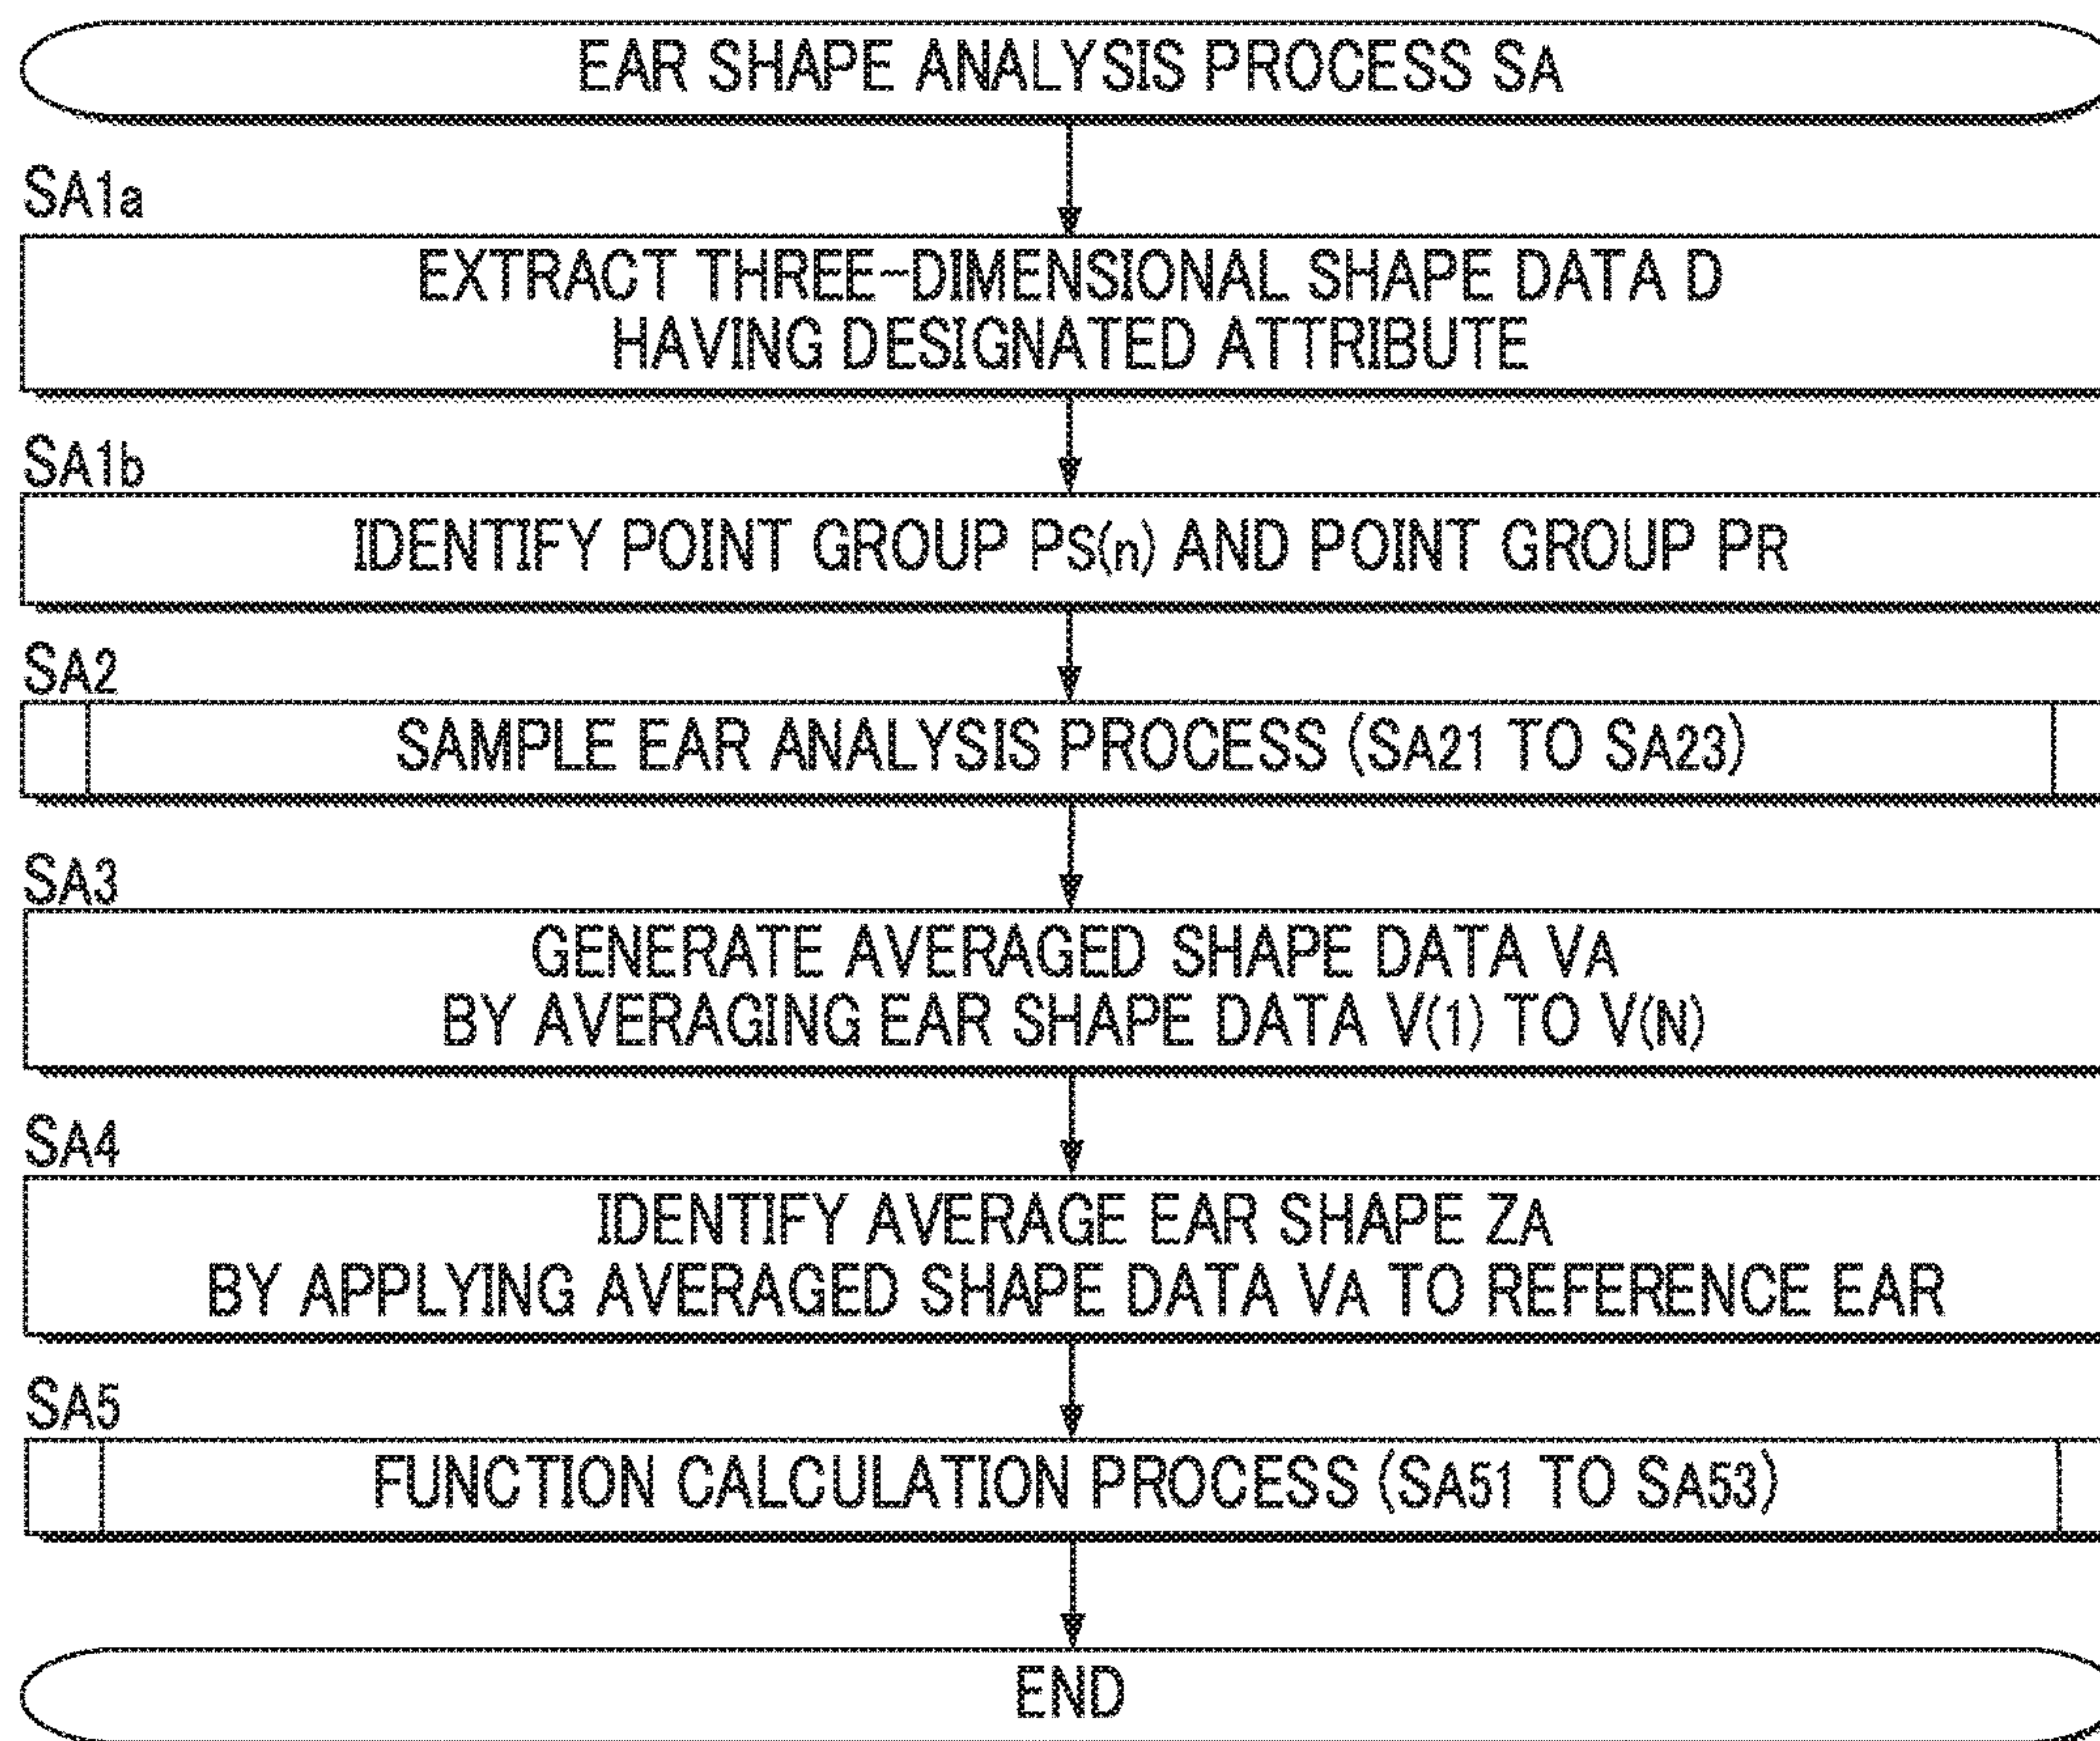 EAR SHAPE ANALYSIS PROCESS SA
SA1a
EXTRACT THREE-DIMENSIONAL SHAPE DATA D
HAVING DESIGNATED ATTRIBUTE
SA1b
IDENTIFY POINT GROUP PS(n) AND POINT GROUP PR
SA2
SAMPLE EAR ANALYSIS PROCESS (SA21 TO SA23)
SA3
GENERATE AVERAGED SHAPE DATA VA
BY AVERAGING EAR SHAPE DATA V(1) TO V(N)
SA4
IDENTIFY AVERAGE EAR SHAPE ZA
BY APPLYING AVERAGED SHAPE DATA VA TO REFERENCE EAR
SA5
FUNCTION CALCULATION PROCESS (SA51 TO SA53)
END